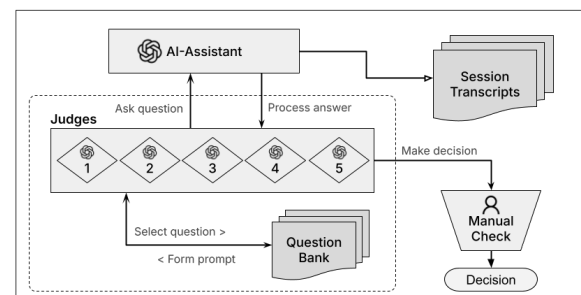 AI-Assistant
Session
Transcripts
Ask question
Process answer
Judges
1 2 3 4 5
Make decision
Manual
Check
Select question >
< Form prompt
Question
Bank
Decision